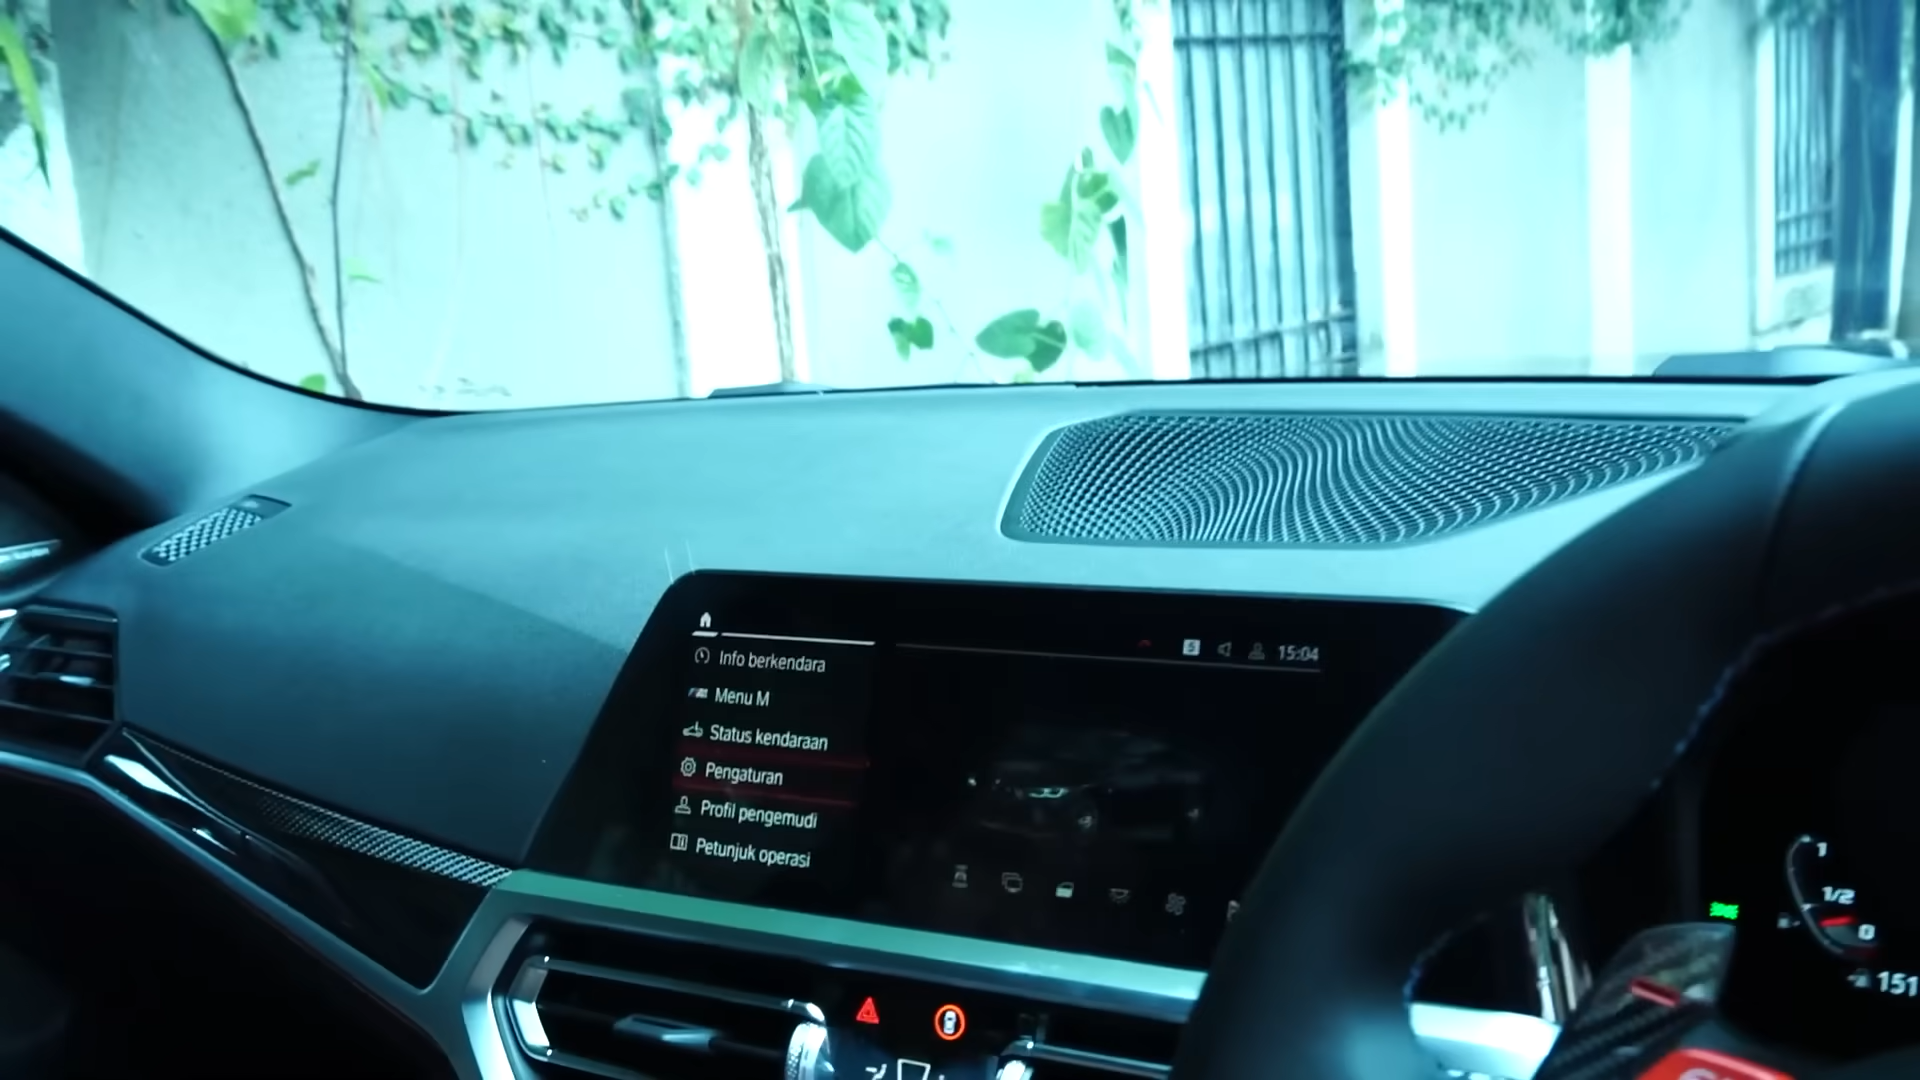 15:04
Info berkendara
Menu M
Status kendaraan
Pengaturan
Profil pengemudi
Petunjuk operasi
1
1/2
0
151